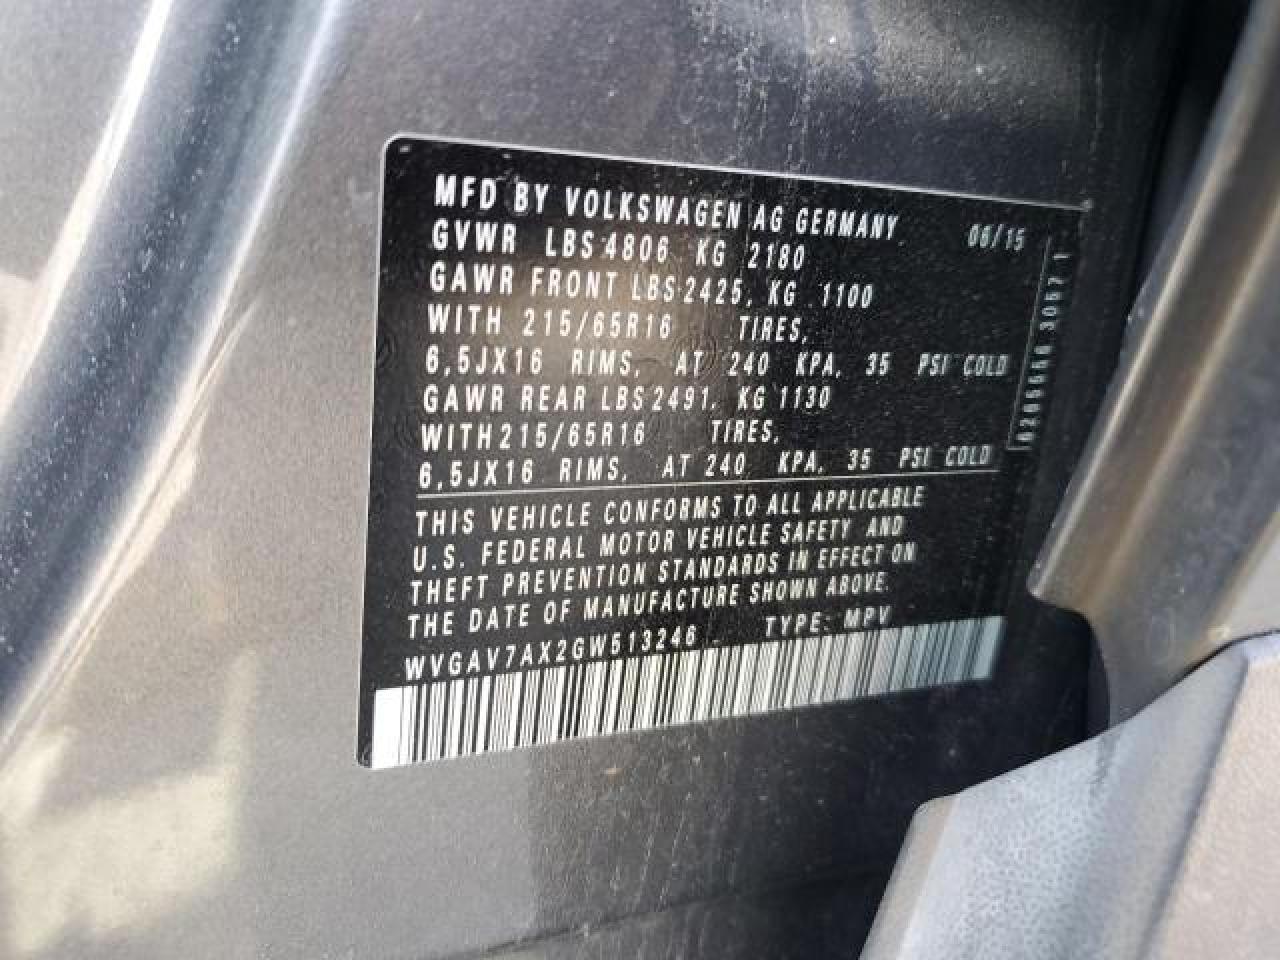 MFD BY VOLKSWAGEN AG GERMANY 06/15
GVWR LBS 4806 KG 2180
GAWR FRONT LBS 2425, KG 1100
WITH 215/65R16 TIRES,
6,5JX16 RIMS, AT 240 KPA, 35 PSI COLD
GAWR REAR LBS 2491, KG 1130
WITH 215/65R16 TIRES,
6,5JX16 RIMS, AT 240 KPA, 35 PSI COLD
THIS VEHICLE CONFORMS TO ALL APPLICABLE
U.S. FEDERAL MOTOR VEHICLE SAFETY AND
THEFT PREVENTION STANDARDS IN EFFECT ON
THE DATE OF MANUFACTURE SHOWN ABOVE.
WVGAV7AX2GW513246 TYPE: MPV